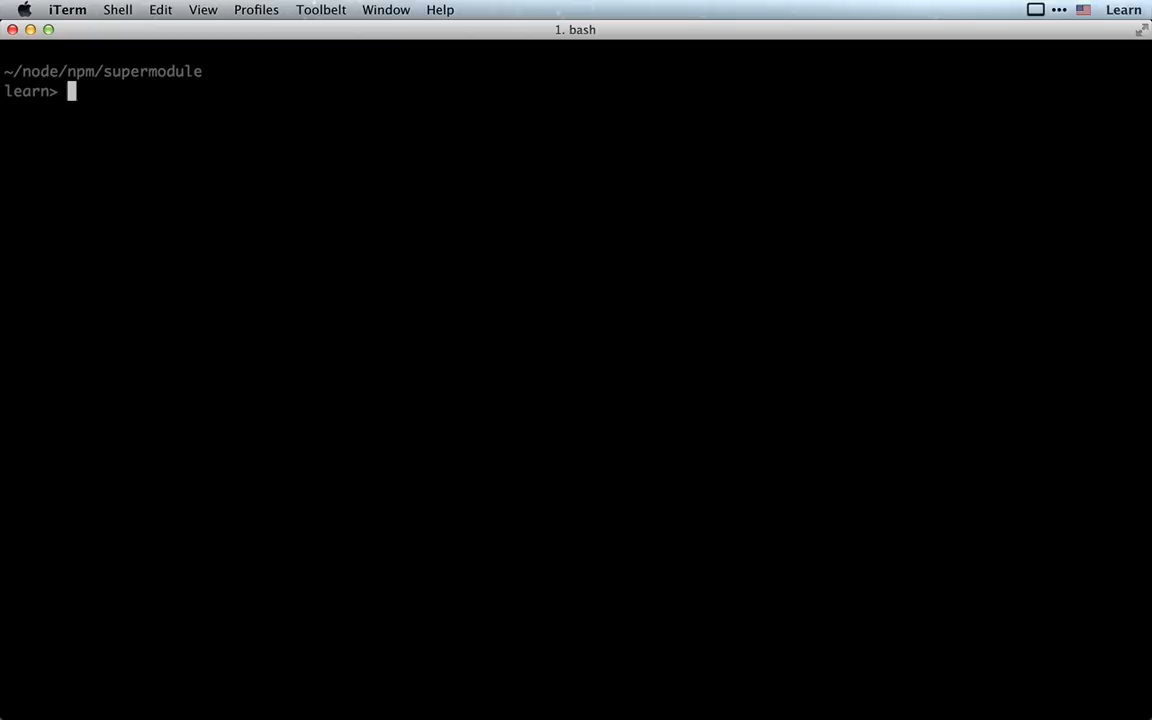 iTerm Shell Edit View Profiles Toolbelt Window Help Learn
1. bash
~/node/npm/supermodule
learn>